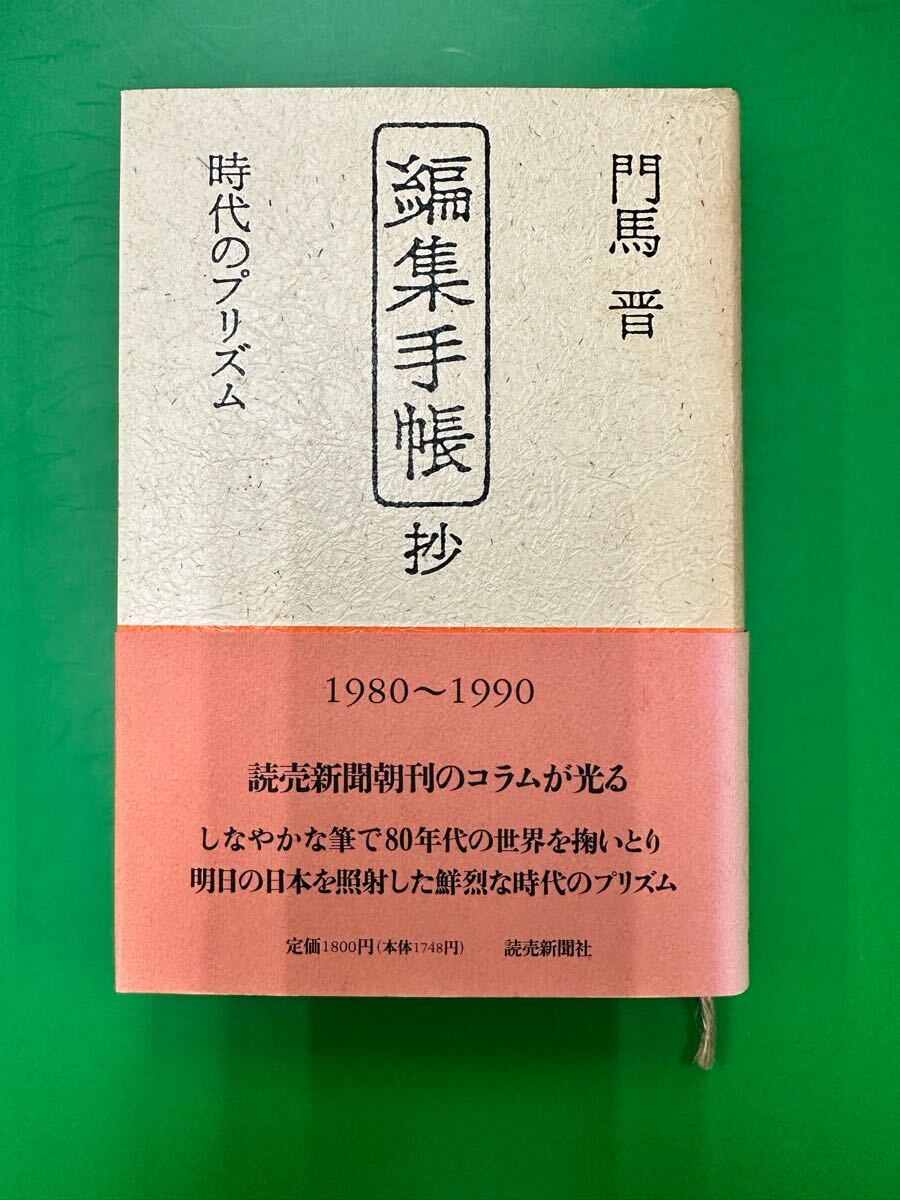 門馬 晋
編集手帳
抄
時代のプリズム
1980〜1990
読売新聞朝刊のコラムが光る
しなやかな筆で80年代の世界を掬いとり
明日の日本を照射した鮮烈な時代のプリズム
定価1800円(本体1748円) 読売新聞社